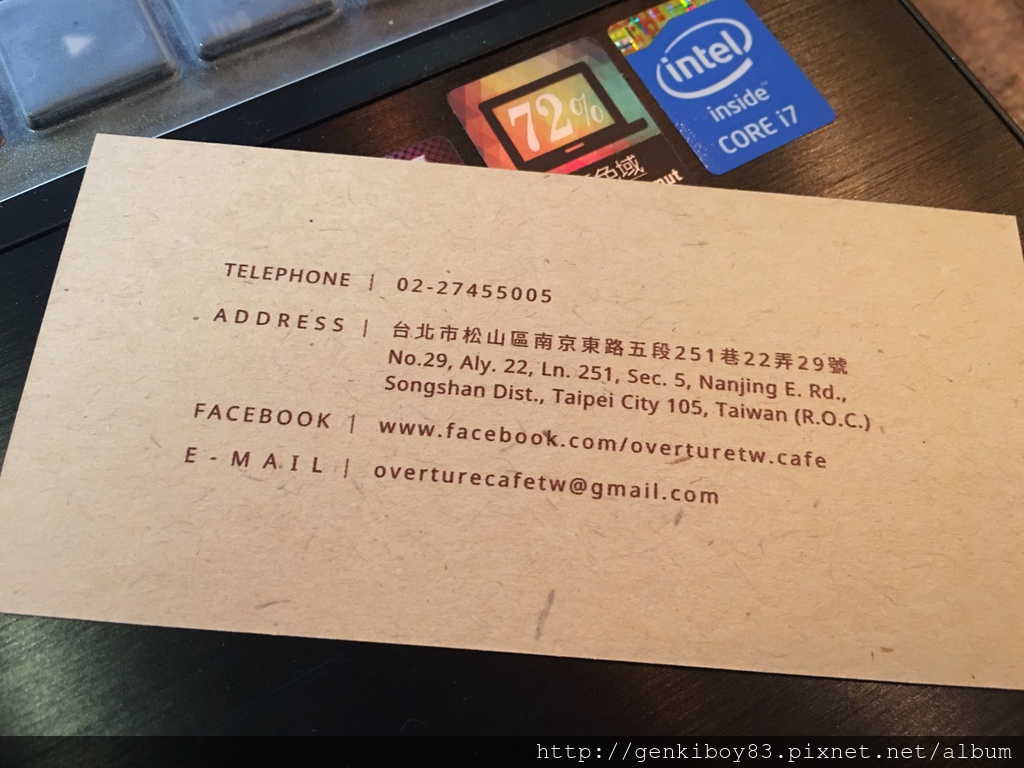 intel
inside™
CORE i7
72%
色域
TELEPHONE | 02-27455005
ADDRESS | 台北市松山區南京東路五段251巷22弄29號
No.29, Aly. 22, Ln. 251, Sec. 5, Nanjing E. Rd.,
Songshan Dist., Taipei City 105, Taiwan (R.O.C.)
FACEBOOK | www.facebook.com/overturetw.cafe
E-MAIL | overturecafetw@gmail.com
http://genkiboy83.pixnet.net/album